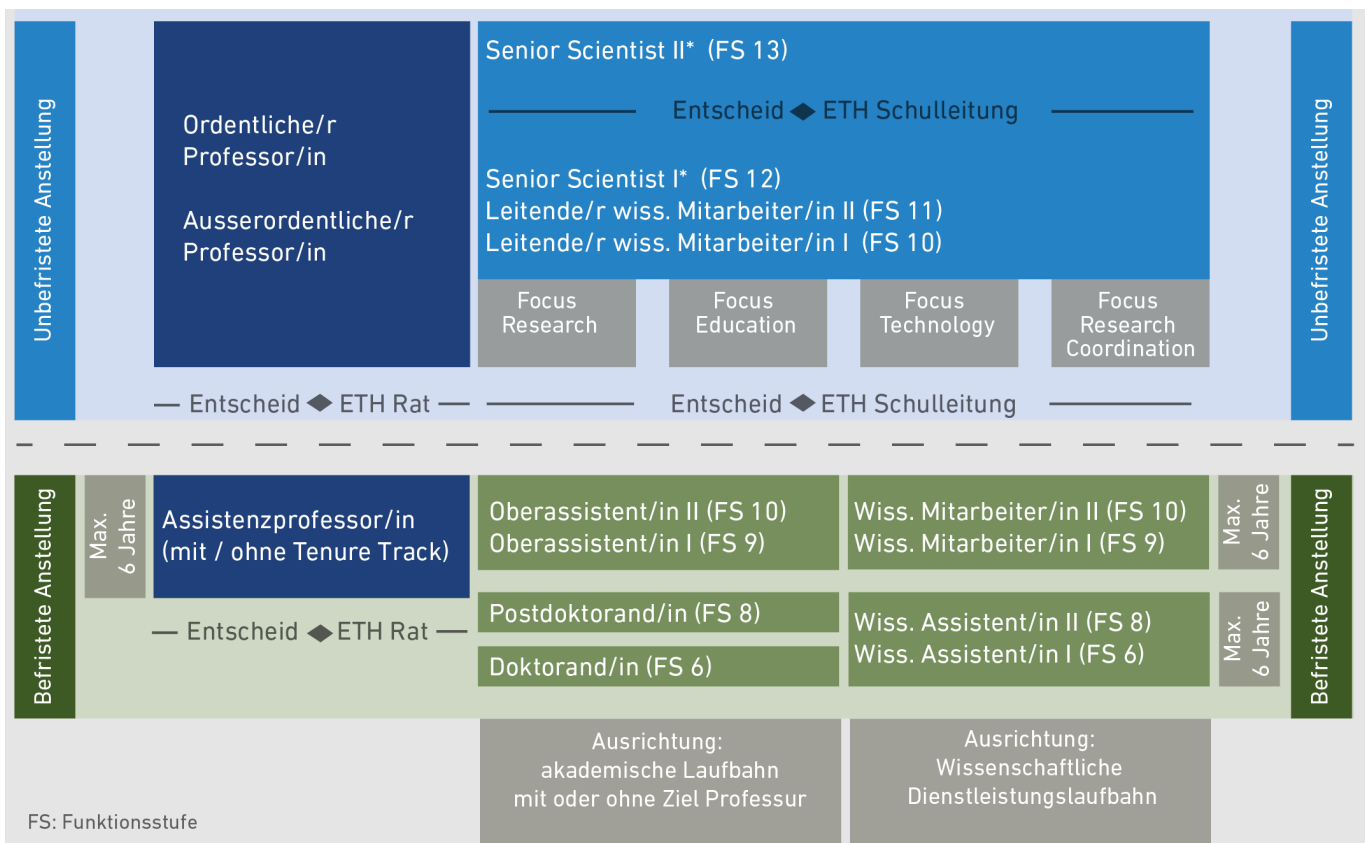 Unbefristete Anstellung
Ordentliche/r
Professor/in
Ausserordentliche/r
Professor/in
Senior Scientist II* (FS 13)
Entscheid ◆ ETH Schulleitung
Senior Scientist I* (FS 12)
Leitende/r wiss. Mitarbeiter/in II (FS 11)
Leitende/r wiss. Mitarbeiter/in I (FS 10)
Focus
Research
Focus
Education
Focus
Technology
Focus
Research
Coordination
Unbefristete Anstellung
Entscheid ◆ ETH Rat
Entscheid ◆ ETH Schulleitung
Befristete Anstellung
Max.
6 Jahre
Assistenzprofessor/in
(mit / ohne Tenure Track)
Entscheid ◆ ETH Rat
Oberassistent/in II (FS 10)
Oberassistent/in I (FS 9)
Postdoktorand/in (FS 8)
Doktorand/in (FS 6)
Wiss. Mitarbeiter/in II (FS 10)
Wiss. Mitarbeiter/in I (FS 9)
Wiss. Assistent/in II (FS 8)
Wiss. Assistent/in I (FS 6)
Max.
6 Jahre
Max.
6 Jahre
Befristete Anstellung
Ausrichtung:
akademische Laufbahn
mit oder ohne Ziel Professur
Ausrichtung:
Wissenschaftliche
Dienstleistungslaufbahn
FS: Funktionsstufe